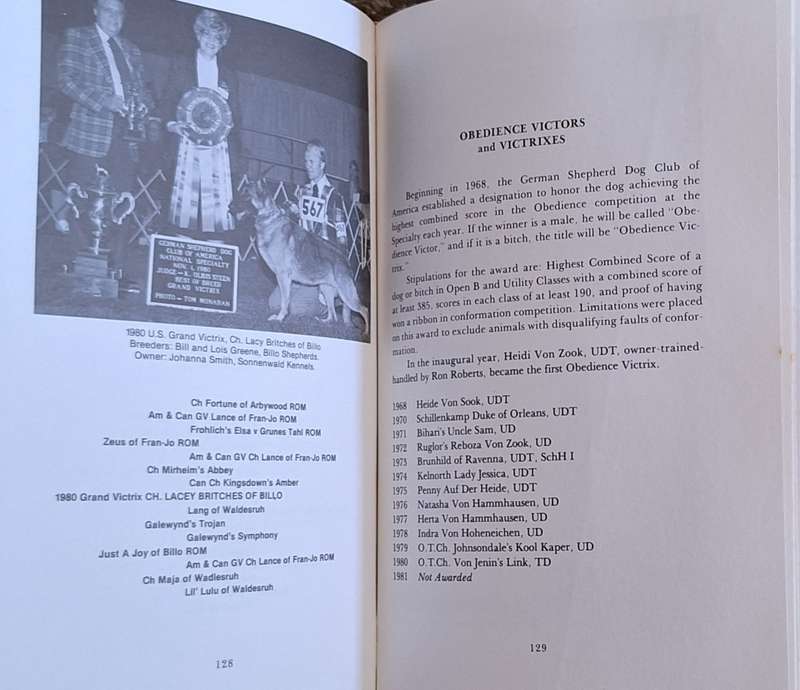 567
GERMAN SHEPHERD DOG
CLUB OF AMERICA
NATIONAL SPECIALTY
NOV. 1, 1980
JUDGE—K. OLBIS STEEN
BEST OF BREED
GRAND VICTRIX
PHOTO - TOM MONAHAN
1980 U.S. Grand Victrix, Ch. Lacy Britches of Billo
Breeders: Bill and Lois Greene, Billo Shepherds.
Owner: Johanna Smith, Sonnenwald Kennels.
Ch Fortune of Arbywood ROM
Am & Can GV Lance of Fran-Jo ROM
Frohlich's Elsa v Grunes Tahl ROM
Zeus of Fran-Jo ROM
Am & Can GV Ch Lance of Fran-Jo ROM
Ch Mirheim's Abbey
Can Ch Kingsdown's Amber
1980 Grand Victrix CH. LACEY BRITCHES OF BILLO
Lang of Waldesruh
Galewynd's Trojan
Galewynd's Symphony
Just A Joy of Billo ROM
Am & Can GV Ch Lance of Fran-Jo ROM
Ch Maja of Wadlesruh
Lil' Lulu of Waldesruh
128
OBEDIENCE VICTORS
and VICTRIXES
Beginning in 1968, the German Shepherd Dog Club of
America established a designation to honor the dog achieving the
highest combined score in the Obedience competition at the
Specialty each year. If the winner is a male, he will be called "Obe-
dience Victor," and if it is a bitch, the title will be "Obedience Vic-
trix."
Stipulations for the award are: Highest Combined Score of a
dog or bitch in Open B and Utility Classes with a combined score of
at least 385, scores in each class of at least 190, and proof of having
won a ribbon in conformation competition. Limitations were placed
on this award to exclude animals with disqualifying faults of confor-
mation.
In the inaugural year, Heidi Von Zook, UDT, owner-trained-
handled by Ron Roberts, became the first Obedience Victrix.
1968 Heide Von Sook, UDT
1970 Schillenkamp Duke of Orleans, UDT
1971 Bihari's Uncle Sam, UD
1972 Ruglor's Reboza Von Zook, UD
1973 Brunhild of Ravenna, UDT, SchH I
1974 Kelnorth Lady Jessica, UDT
1975 Penny Auf Der Heide, UDT
1976 Natasha Von Hammhausen, UD
1977 Herta Von Hammhausen, UD
1978 Indra Von Hoheneichen, UD
1979 O.T.Ch. Johnsondale's Kool Kaper, UD
1980 O.T.Ch. Von Jenin's Link, TD
1981 Not Awarded
129